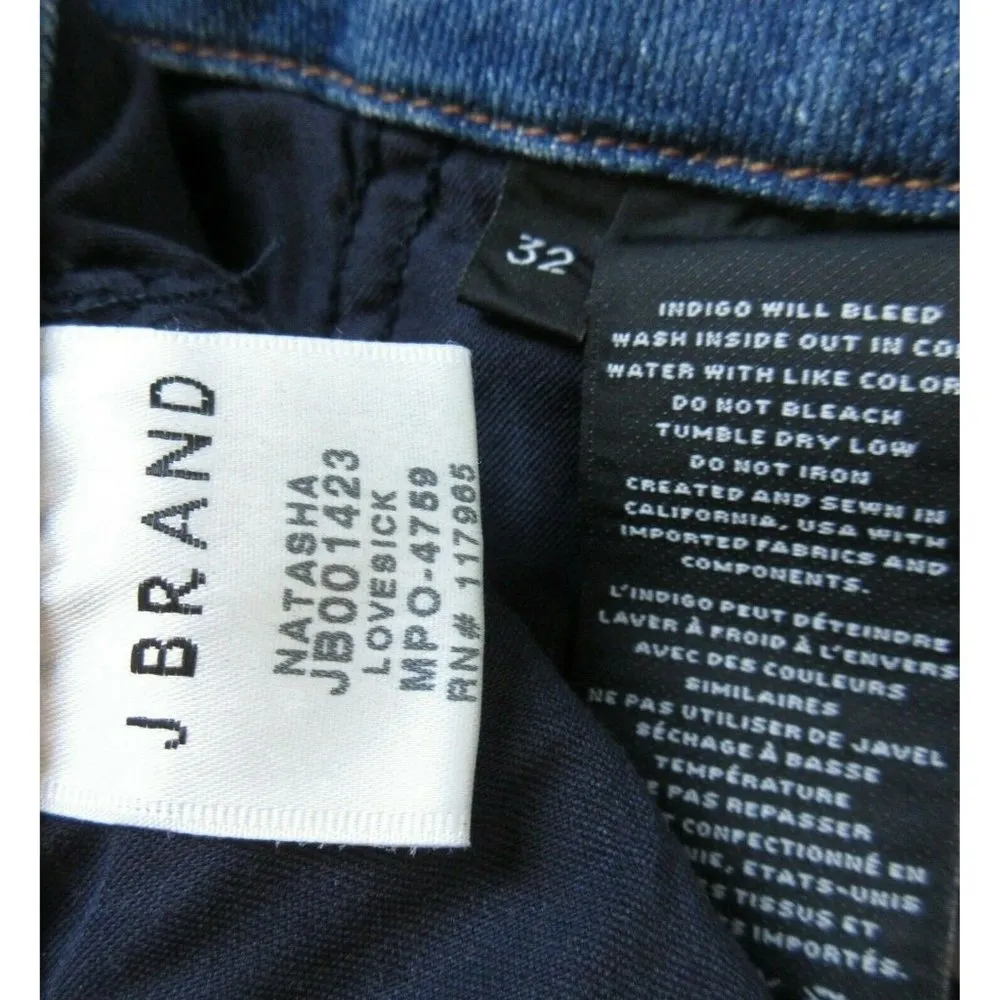 J BRAND
NATASHA
JB001423
LOVESICK
MPO-4759
RN# 117965
32
INDIGO WILL BLEED
WASH INSIDE OUT IN
WATER WITH LIKE COLOR
DO NOT BLEACH
TUMBLE DRY LOW
DO NOT IRON
CREATED AND SEWN IN
CALIFORNIA, USA WITH
IMPORTED FABRICS AND
COMPONENTS.
L'INDIGO PEUT DÉTEINDRE
LAVER À FROID À L'ENVERS
AVEC DES COULEURS
SIMILAIRES
NE PAS UTILISER DE JAVEL
SÉCHAGE À BASSE
TEMPÉRATURE
PAS REPASSER
CONFECTIONNÉ EN
ETATS-UNIS
TISSUS ET
IMPORTÉS.